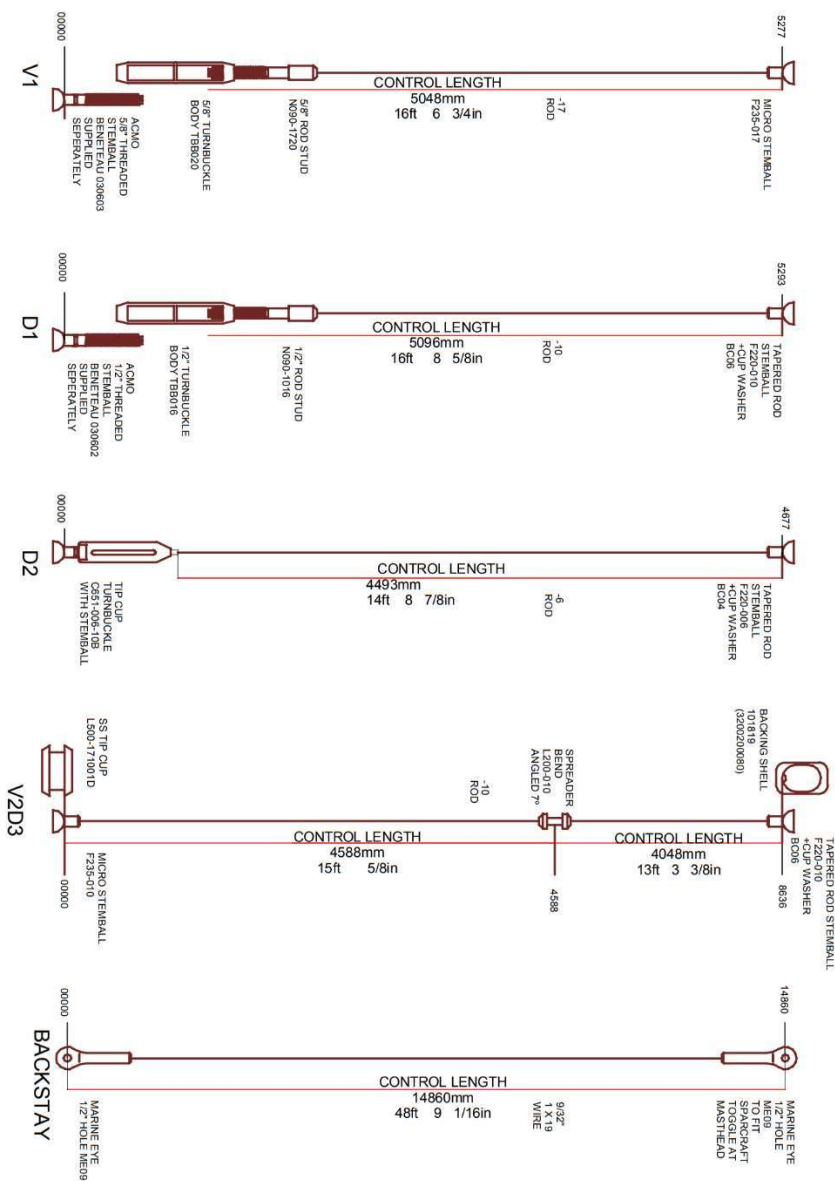 5277
MICRO STEMBALL
F235-017
CONTROL LENGTH
5048mm
16ft 6 3/4in
-17
ROD
5/8" ROD STUD
N090-1720
5/8" TURNBUCKLE
BODY TBB020
ACMO
5/8" THREADED
STEMBALL
BENETEAU 030603
SUPPLIED
SEPERATELY
00000
V1
5293
TAPERED ROD
STEMBALL
F220-010
+CUP WASHER
BC06
CONTROL LENGTH
5096mm
16ft 8 5/8in
-10
ROD
1/2" ROD STUD
N090-1016
1/2" TURNBUCKLE
BODY TBB016
ACMO
1/2" THREADED
STEMBALL
BENETEAU 030602
SUPPLIED
SEPERATELY
00000
D1
4677
TAPERED ROD
STEMBALL
F220-006
+CUP WASHER
BC04
CONTROL LENGTH
4493mm
14ft 8 7/8in
-6
ROD
TIP CUP
TURNBUCKLE
C651-006-10B
WITH STEMBALL
00000
D2
BACKING SHELL
101819
(3200200080)
TAPERED ROD STEMBALL
F220-010
+CUP WASHER
BC06
8636
CONTROL LENGTH
4048mm
13ft 3 3/8in
SPREADER
BEND
L200-010
ANGLED 7°
4588
-10
ROD
CONTROL LENGTH
4588mm
15ft 5/8in
SS TIP CUP
L500-171001D
MICRO STEMBALL
F235-010
00000
V2D3
14860
MARINE EYE
1/2" HOLE
ME09
TO FIT
SPARCRAFT
TOGGLE AT
MASTHEAD
CONTROL LENGTH
14860mm
48ft 9 1/16in
9/32"
1 X 19
WIRE
MARINE EYE
1/2" HOLE ME09
00000
BACKSTAY